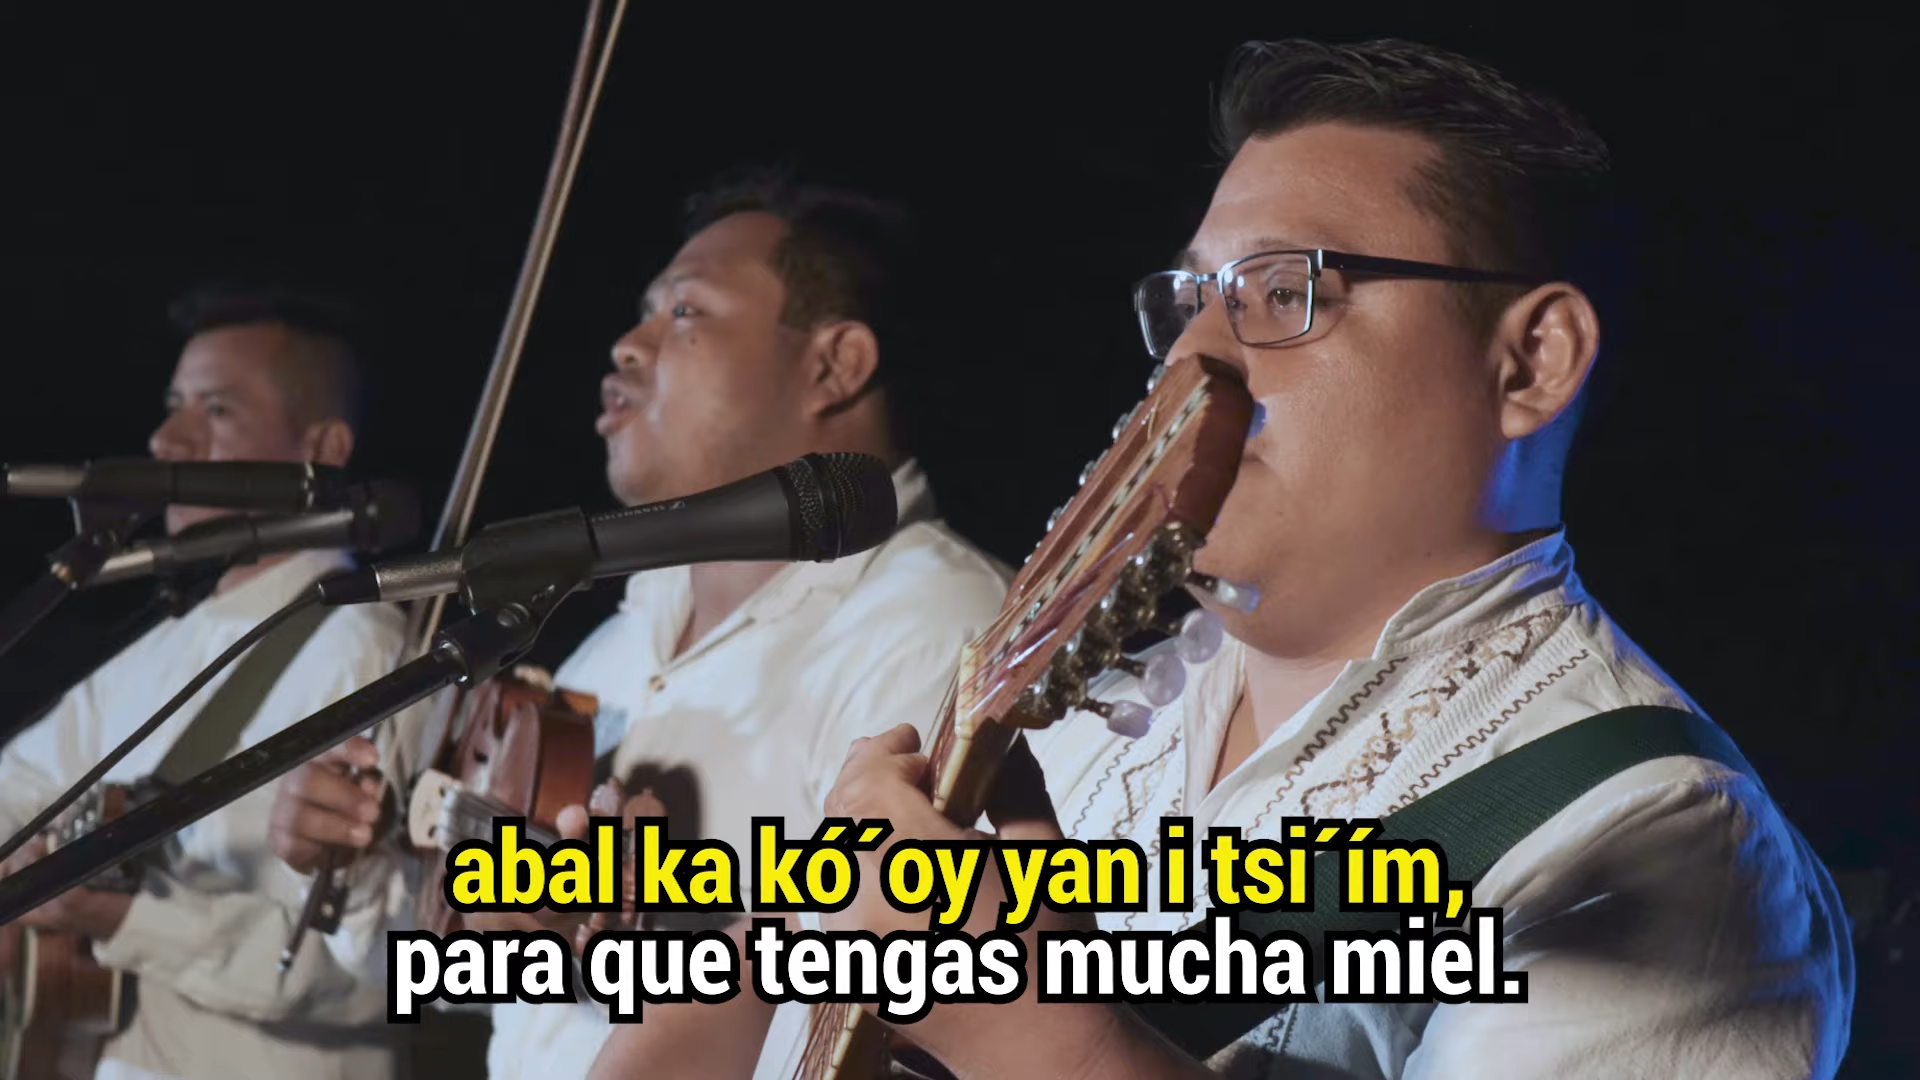 abal ka kó´oy yan i tsi´ím,
para que tengas mucha miel.